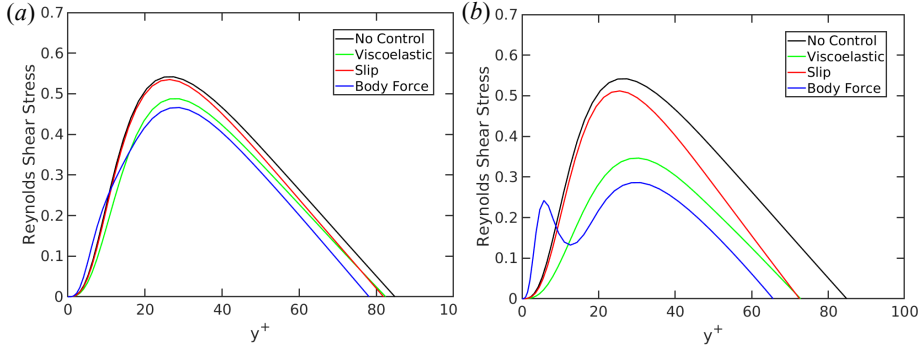 (a)
0.7
0.6
0.5
0.4
0.3
0.2
0.1
0
Reynolds Shear Stress
No Control
Viscoelastic
Slip
Body Force
0 20 40 60 80 100
y+
(b)
0.7
0.6
0.5
0.4
0.3
0.2
0.1
0
Reynolds Shear Stress
No Control
Viscoelastic
Slip
Body Force
0 20 40 60 80 100
y+